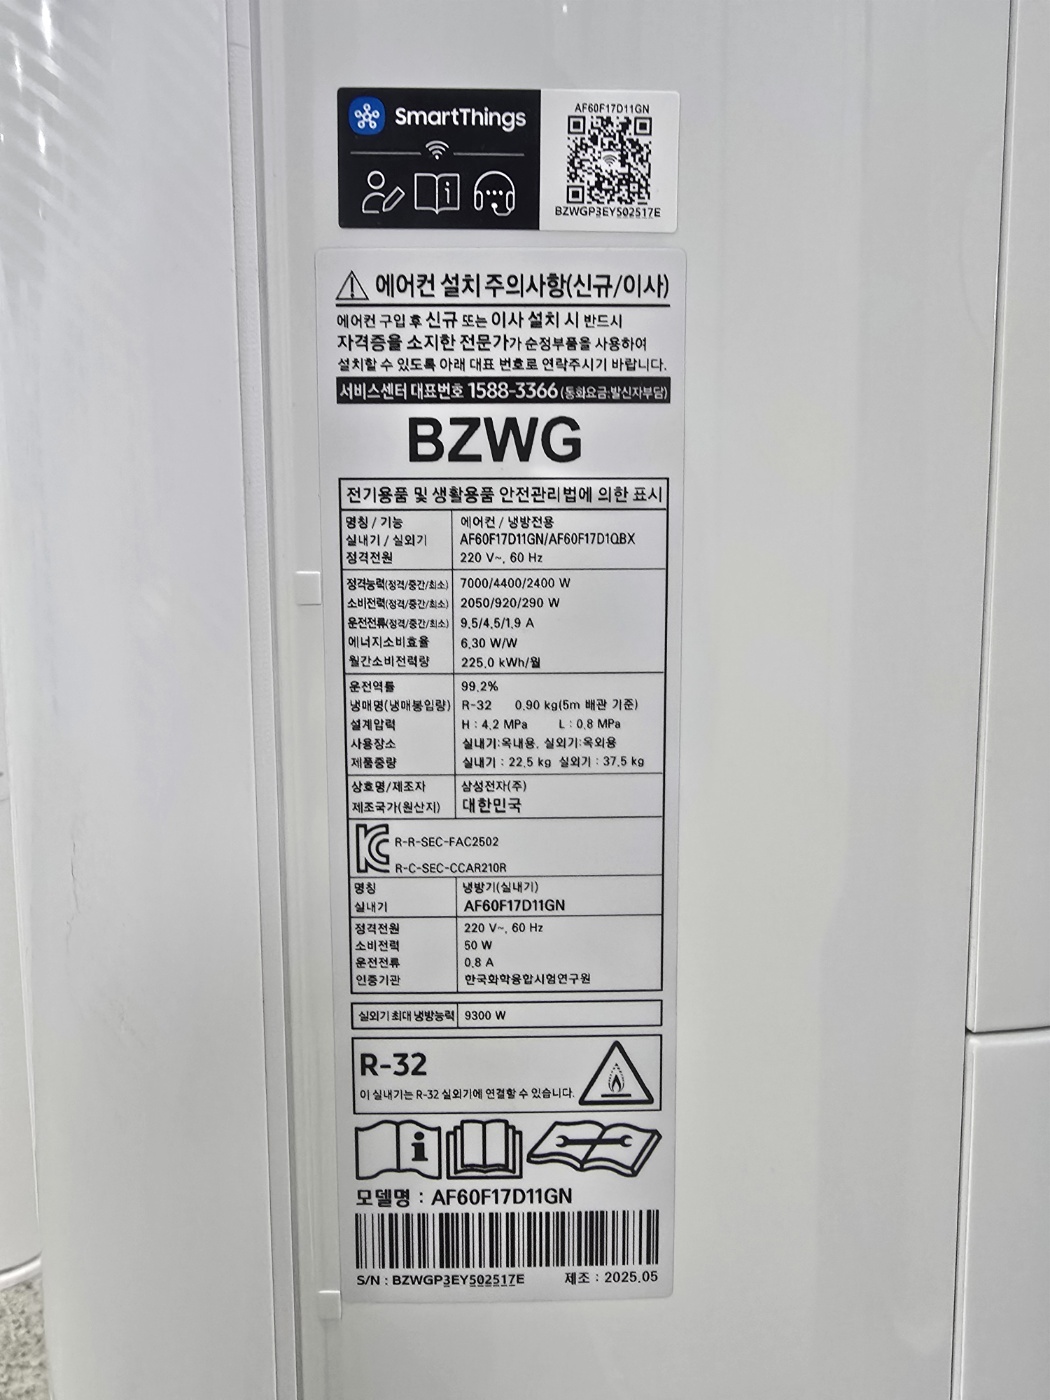 SmartThings
AF60F17D11GN
BZWGP3EY502517E
에어컨 설치 주의사항(신규/이사)
에어컨 구입 후 신규 또는 이사 설치 시 반드시
자격증을 소지한 전문가가 순정부품을 사용하여
설치할 수 있도록 아래 대표 번호로 연락주시기 바랍니다.
서비스센터 대표번호 1588-3366 (통화요금:발신자부담)
BZWG
전기용품 및 생활용품 안전관리법에 의한 표시
명칭 / 기능 에어컨 / 냉방전용
실내기 / 실외기 AF60F17D11GN/AF60F17D1QBX
정격전원 220 V~, 60 Hz
정격능력(정격/중간/최소) 7000/4400/2400 W
소비전력(정격/중간/최소) 2050/920/290 W
운전전류(정격/중간/최소) 9.5/4.5/1.9 A
에너지소비효율 6.30 W/W
월간소비전력량 225.0 kWh/월
운전역률 99.2%
냉매명(냉매봉입량) R-32 0.90 kg(5m 배관 기준)
설계압력 H : 4.2 MPa L : 0.8 MPa
사용장소 실내기:옥내용, 실외기:옥외용
제품중량 실내기 : 22.5 kg 실외기 : 37.5 kg
상호명/제조자 삼성전자(주)
제조국가(원산지) 대한민국
R-R-SEC-FAC2502
R-C-SEC-CCAR210R
명칭 냉방기(실내기)
실내기 AF60F17D11GN
정격전원 220 V~, 60 Hz
소비전력 50 W
운전전류 0.8 A
인증기관 한국화학융합시험연구원
실외기 최대 냉방능력 9300 W
R-32
이 실내기는 R-32 실외기에 연결할 수 있습니다.
모델명 : AF60F17D11GN
S/N : BZWGP3EY502517E 제조 : 2025.05